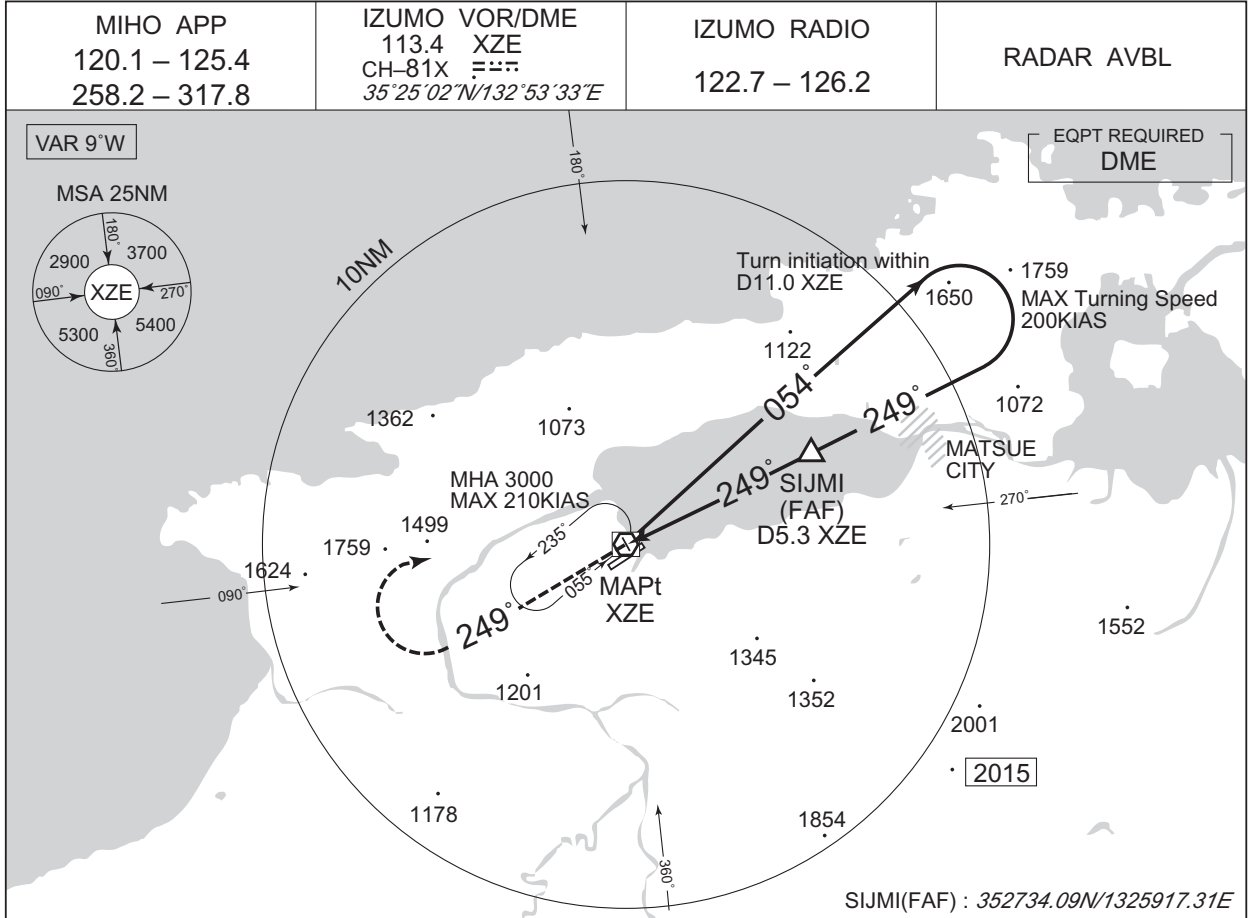 MIHO APP
120.1 – 125.4
258.2 – 317.8
IZUMO VOR/DME
113.4 XZE
CH–81X
35°25´02˝N/132°53´33˝E
IZUMO RADIO
122.7 – 126.2
RADAR AVBL
VAR 9°W
EQPT REQUIRED
DME
MSA 25NM
180°
2900
3700
090°
XZE
270°
5300
5400
360°
180°
10NM
Turn initiation within
D11.0 XZE
1759
1650
MAX Turning Speed
200KIAS
1122
054°
1072
1362
1073
249°
MATSUE
CITY
MHA 3000
MAX 210KIAS
249°
SIJMI
(FAF)
D5.3 XZE
270°
1499
235°
1759
1624
090°
055°
MAPt
XZE
249°
1552
1345
1352
1201
2001
2015
1178
1854
360°
SIJMI(FAF) : 352734.09N/1325917.31E